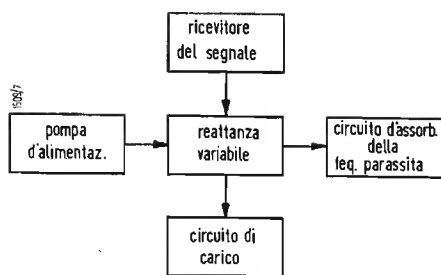 ricevitore
del segnale
1509/7
pompa
d'alimentaz.
reattanza
variabile
circuito d'assorb.
della
feq. parassita
circuito di
carico